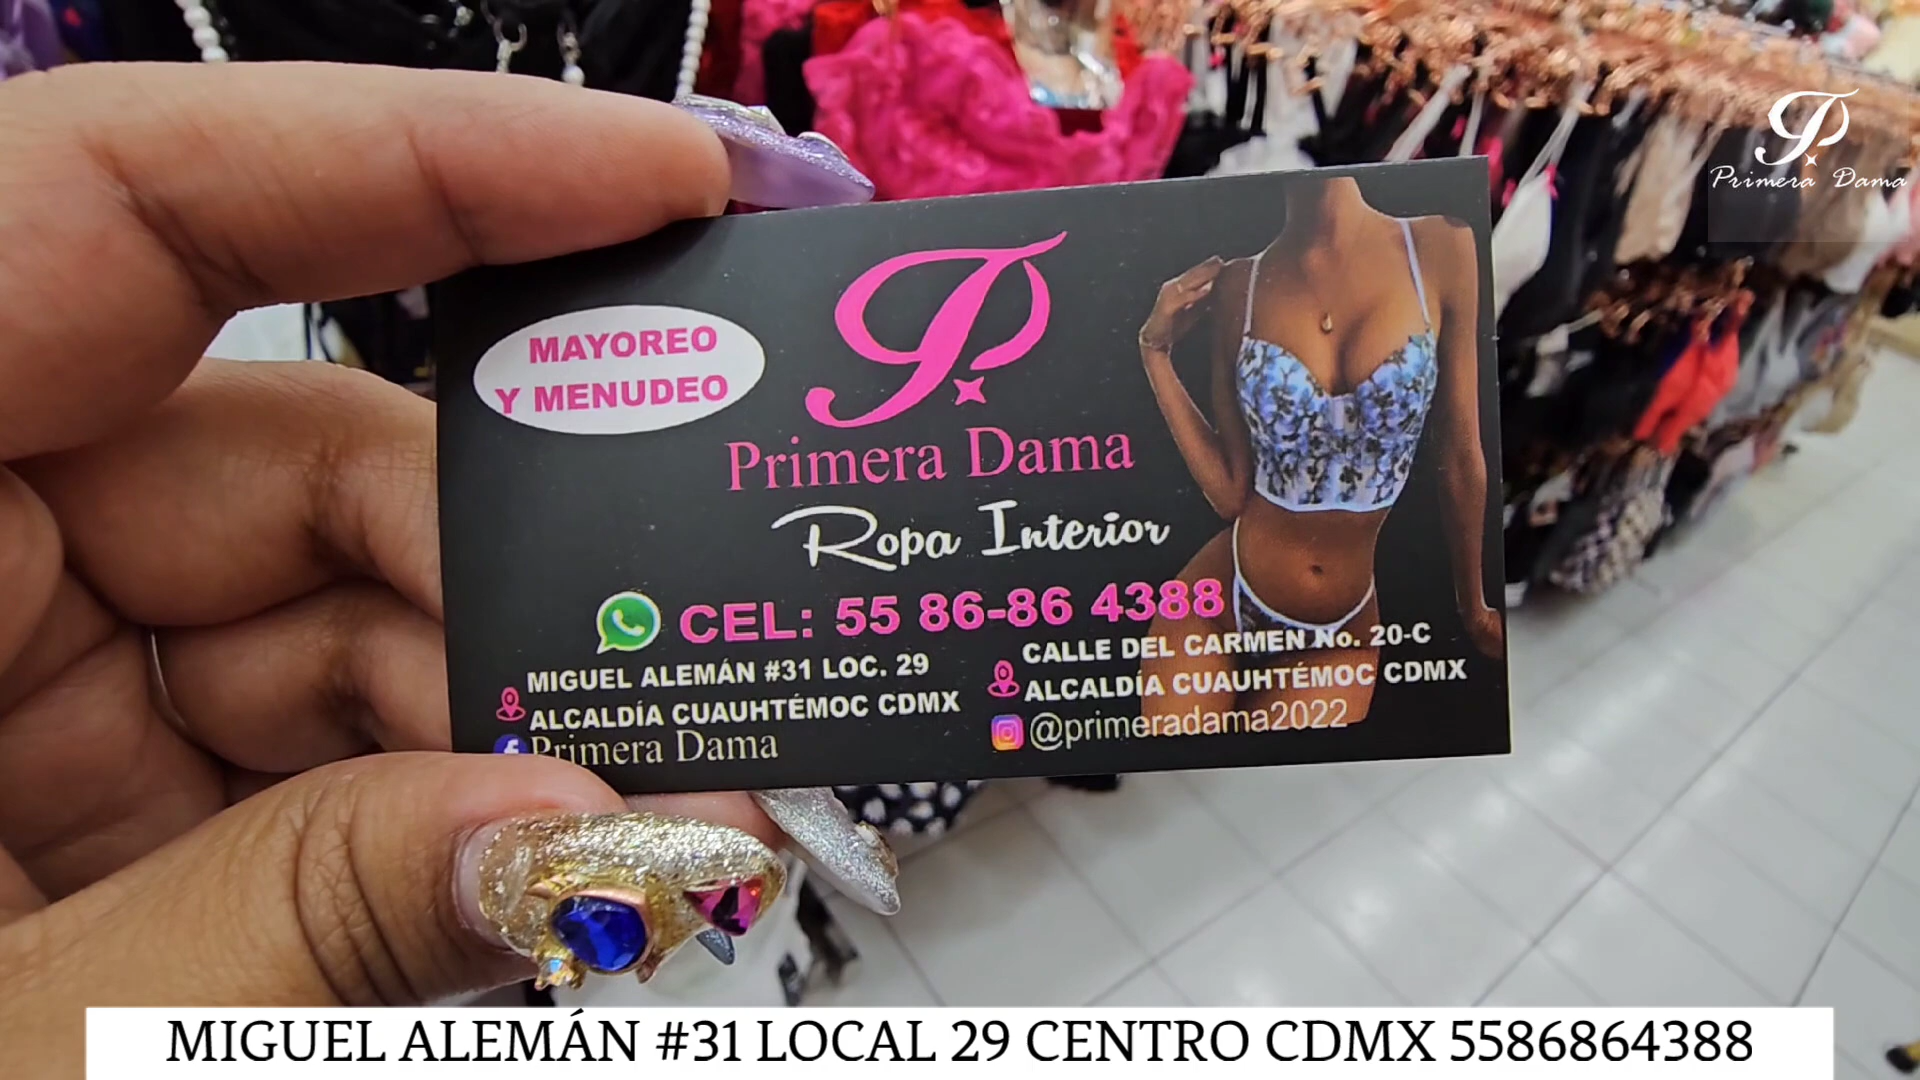 Primera Dama
MAYOREO
Y MENUDEO
Primera Dama
Ropa Interior
CEL: 55 86-86 4388
MIGUEL ALEMÁN #31 LOC. 29
ALCALDÍA CUAUHTÉMOC CDMX
Primera Dama
CALLE DEL CARMEN No. 20-C
ALCALDÍA CUAUHTÉMOC CDMX
@primeradama2022
MIGUEL ALEMÁN #31 LOCAL 29 CENTRO CDMX 5586864388